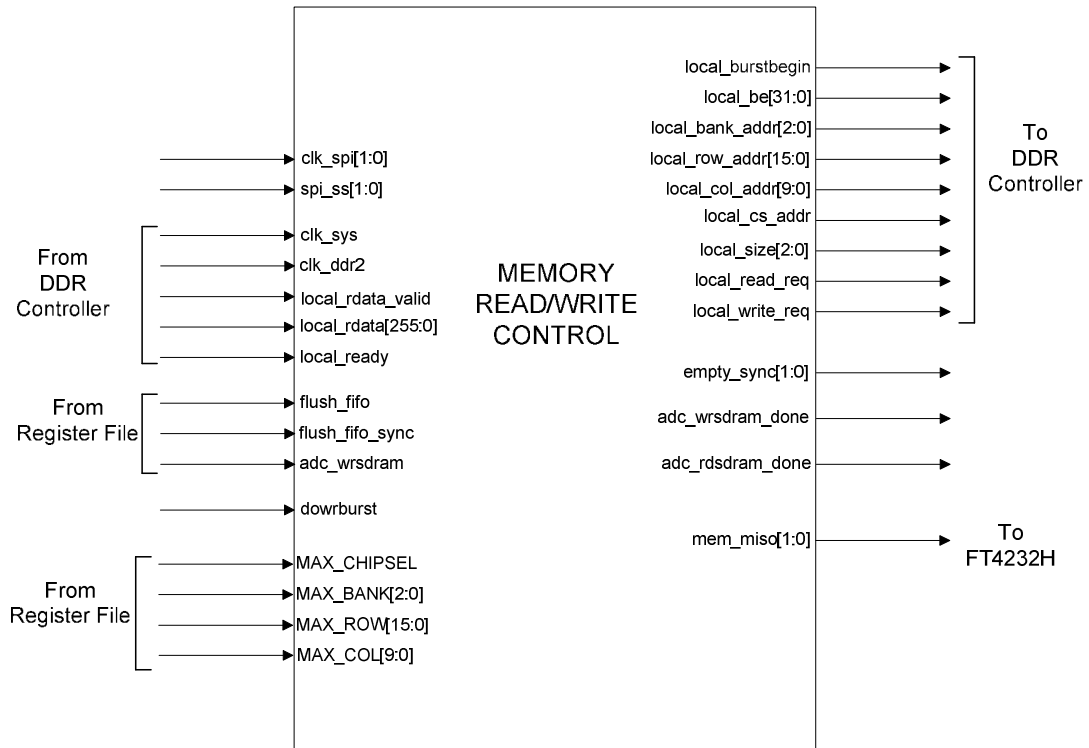 clk_spi[1:0]
spi_ss[1:0]
From
DDR
Controller
clk_sys
clk_ddr2
local_rdata_valid
local_rdata[255:0]
local_ready
From
Register File
flush_fifo
flush_fifo_sync
adc_wrsdram
dowrburst
From
Register File
MAX_CHIPSEL
MAX_BANK[2:0]
MAX_ROW[15:0]
MAX_COL[9:0]
MEMORY
READ/WRITE
CONTROL
local_burstbegin
local_be[31:0]
local_bank_addr[2:0]
local_row_addr[15:0]
local_col_addr[9:0]
local_cs_addr
local_size[2:0]
local_read_req
local_write_req
To
DDR
Controller
empty_sync[1:0]
adc_wrsdram_done
adc_rdsdram_done
mem_miso[1:0]
To
FT4232H